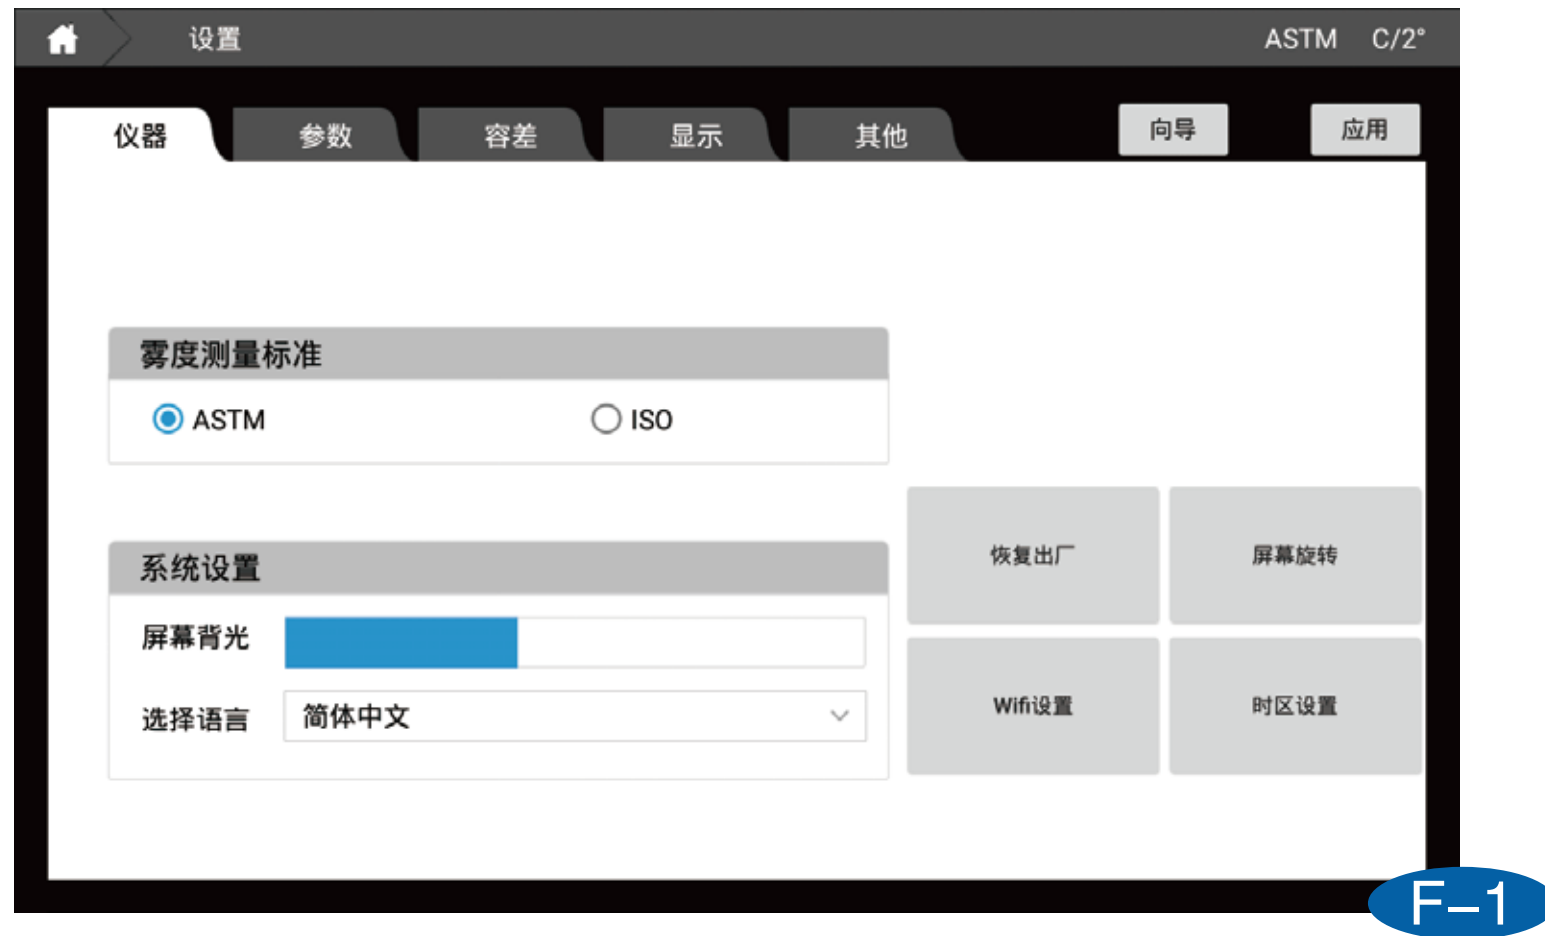 设置 ASTM C/2°
仪器 参数 容差 显示 其他 向导 应用
雾度测量标准
ASTM ISO
系统设置
屏幕背光
选择语言 简体中文
恢复出厂 屏幕旋转
Wifi设置 时区设置
F-1